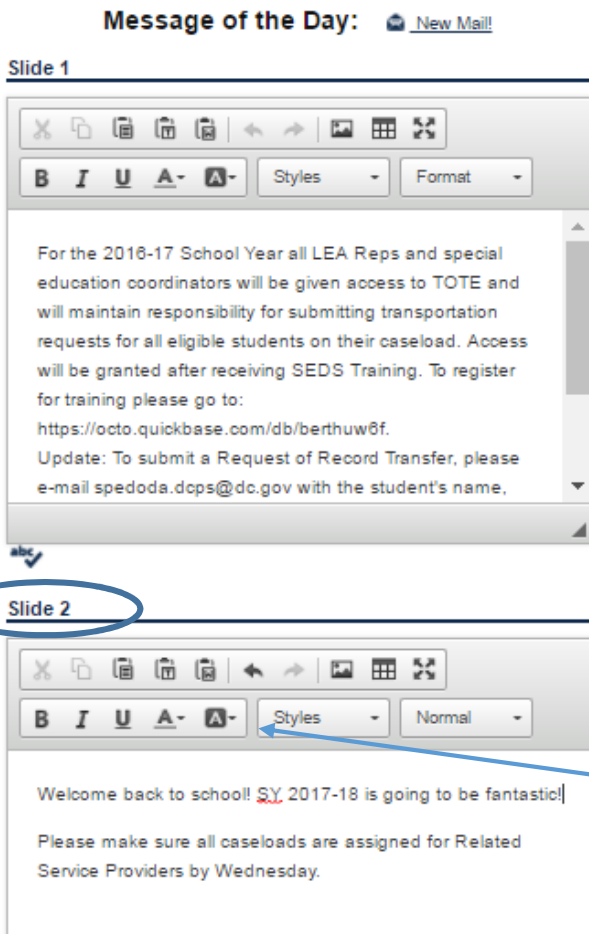 Message of the Day: New Mail!
Slide 1
B I U A A Styles Format
For the 2016-17 School Year all LEA Reps and special
education coordinators will be given access to TOTE and
will maintain responsibility for submitting transportation
requests for all eligible students on their caseload. Access
will be granted after receiving SEDS Training. To register
for training please go to:
https://octo.quickbase.com/db/berthuw6f.
Update: To submit a Request of Record Transfer, please
e-mail spedoda.dcps@dc.gov with the student's name,
abc
Slide 2
B I U A A Styles Normal
Welcome back to school! SY 2017-18 is going to be fantastic!
Please make sure all caseloads are assigned for Related
Service Providers by Wednesday.